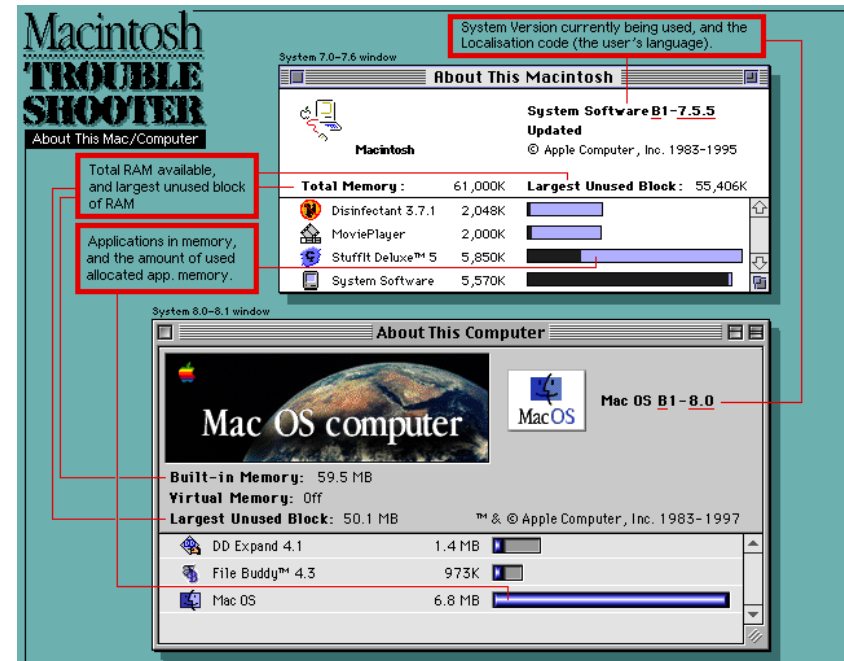 Macintosh
TROUBLE
SHOOTER
About This Mac/Computer
System Version currently being used, and the
Localisation code (the user's language).
System 7.0-7.6 window
About This Macintosh
System Software B1-7.5.5
Updated
Macintosh
© Apple Computer, Inc. 1983-1995
Total RAM available,
and largest unused block
of RAM
Total Memory: 61,000K Largest Unused Block: 55,406K
Disinfectant 3.7.1 2,048K
MoviePlayer 2,000K
StuffIt Deluxe™ 5 5,850K
System Software 5,570K
Applications in memory,
and the amount of used
allocated app. memory.
System 8.0-8.1 window
About This Computer
Mac OS computer
MacOS
Mac OS B1-8.0
Built-in Memory: 59.5 MB
Virtual Memory: Off
Largest Unused Block: 50.1 MB
™ & © Apple Computer, Inc. 1983-1997
DD Expand 4.1 1.4 MB
File Buddy™ 4.3 973K
Mac OS 6.8 MB